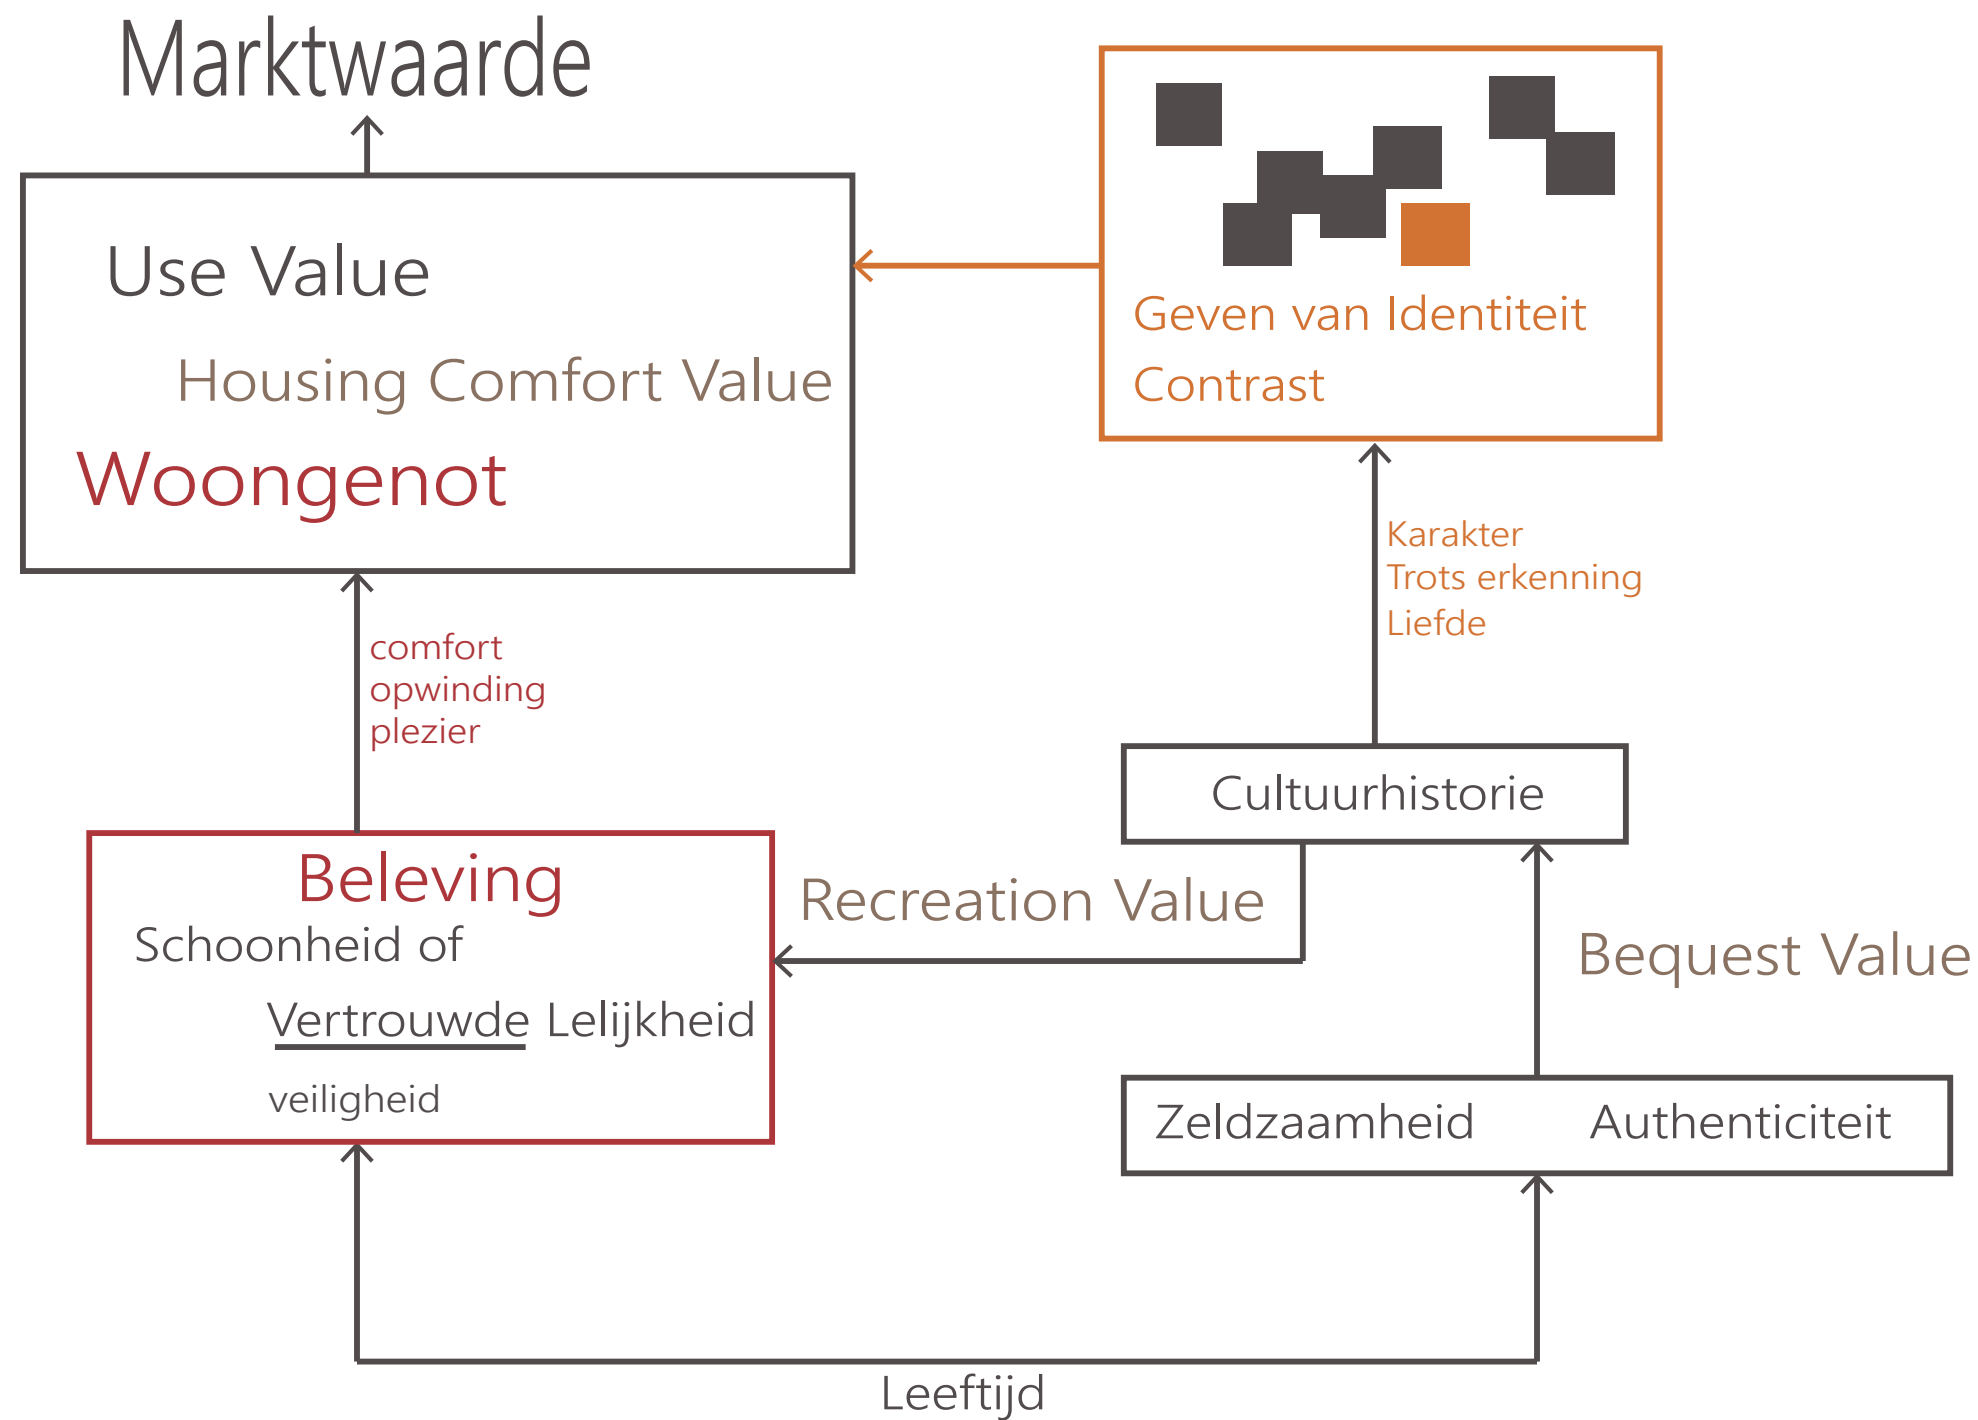 Marktwaarde
Use Value
Housing Comfort Value
Woongenot
Geven van Identiteit
Contrast
Karakter
Trots erkenning
Liefde
comfort
opwinding
plezier
Cultuurhistorie
Beleving
Schoonheid of
Vertrouwde Lelijkheid
veiligheid
Recreation Value
Bequest Value
Zeldzaamheid Authenticiteit
Leeftijd